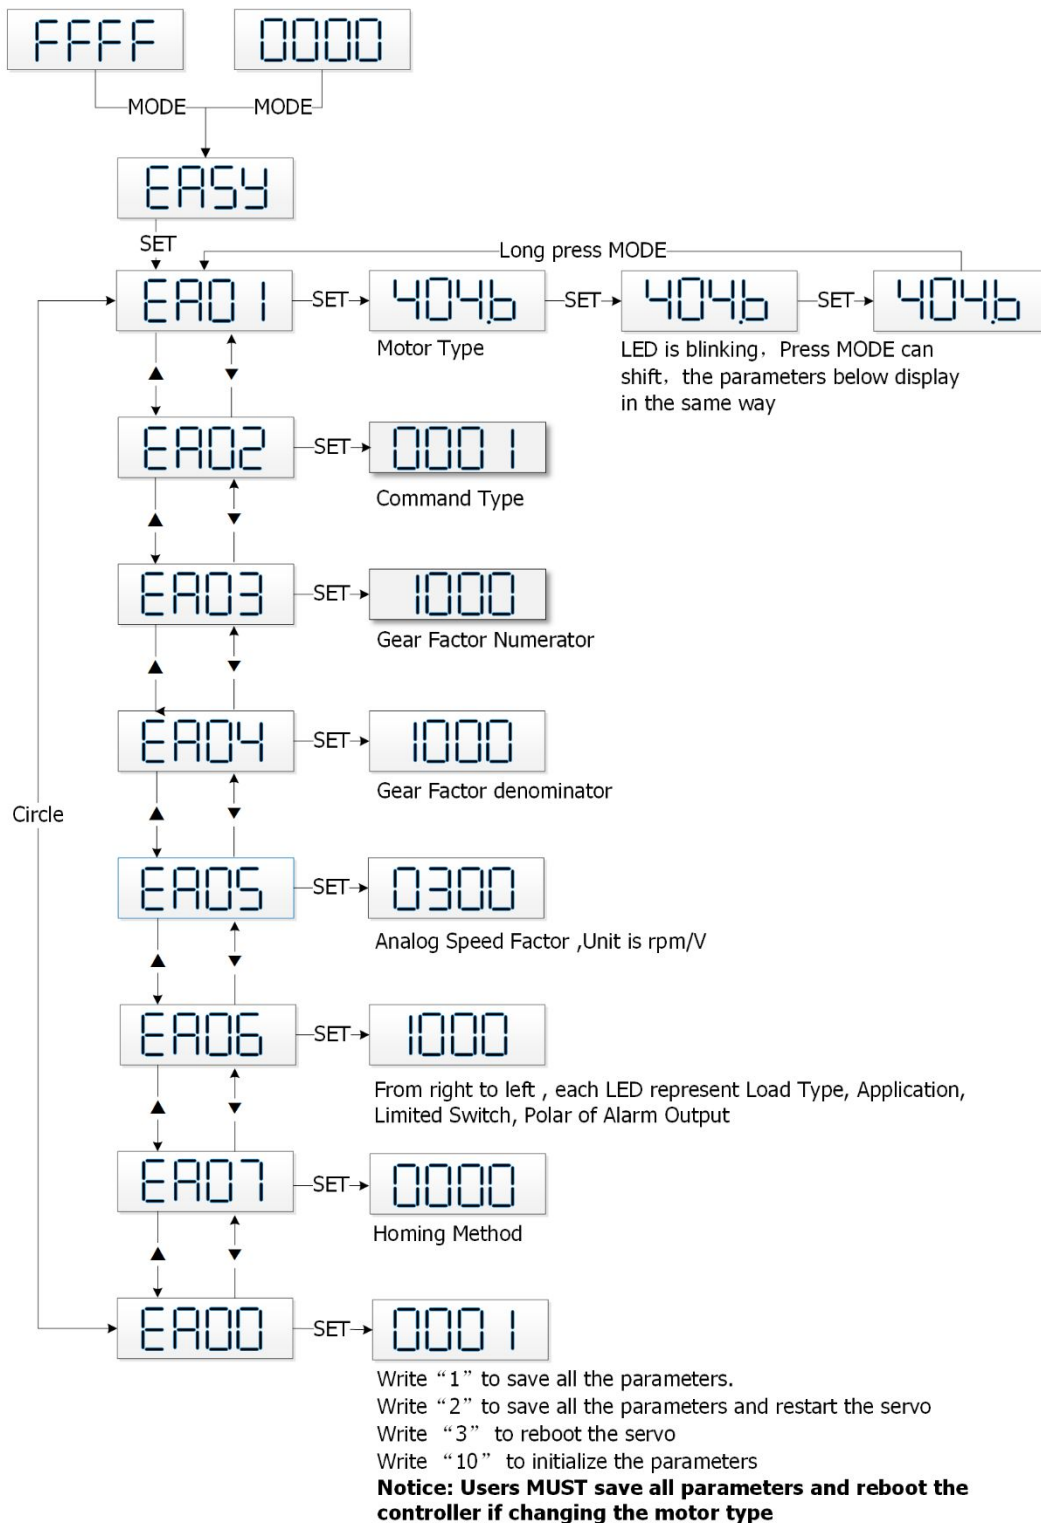 FFFF 0000
MODE MODE
EASY
SET
Long press MODE
EA01 SET 404.b SET 404.b SET 404.b
Motor Type
LED is blinking，Press MODE can
shift，the parameters below display
in the same way
▲ ▼
EA02 SET 0001
Command Type
▲ ▼
EA03 SET 1000
Gear Factor Numerator
▲ ▼
EA04 SET 1000
Gear Factor denominator
Circle
▲ ▼
EA05 SET 0300
Analog Speed Factor ,Unit is rpm/V
▲ ▼
EA06 SET 1000
From right to left , each LED represent Load Type, Application,
Limited Switch, Polar of Alarm Output
▲ ▼
EA07 SET 0000
Homing Method
▲ ▼
EA00 SET 0001
Write “1” to save all the parameters.
Write “2” to save all the parameters and restart the servo
Write “3” to reboot the servo
Write “10” to initialize the parameters
Notice: Users MUST save all parameters and reboot the
controller if changing the motor type